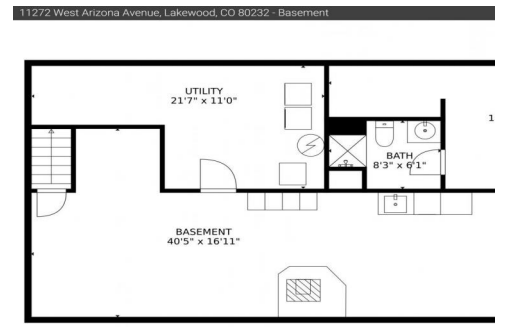 11272 West Arizona Avenue, Lakewood, CO 80232 - Basement
UTILITY
21'7" x 11'0"
1
BATH
8'3" x 6'1"
BASEMENT
40'5" x 16'11"